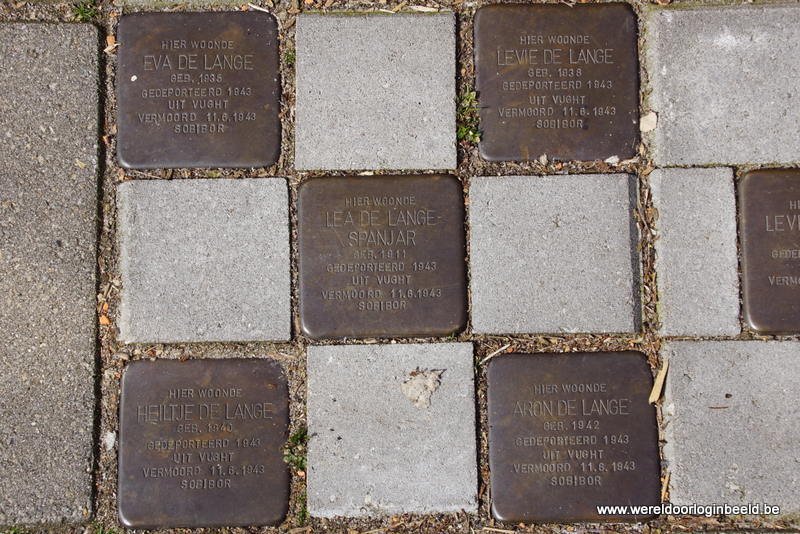 HIER WOONDE
EVA DE LANGE
GEB. 1935
GEDEPORTEERD 1943
UIT VUGHT
VERMOORD 11.6.1943
SOBIBOR
HIER WOONDE
LEVIE DE LANGE
GEB. 1938
GEDEPORTEERD 1943
UIT VUGHT
VERMOORD 11.6.1943
SOBIBOR
HIER WOONDE
LEA DE LANGE-
SPANJAR
GEB. 1911
GEDEPORTEERD 1943
UIT VUGHT
VERMOORD 11.6.1943
SOBIBOR
HI
LEVI
GEDE
VERMO
HIER WOONDE
HEILTJE DE LANGE
GEB. 1940
GEDEPORTEERD 1943
UIT VUGHT
VERMOORD 11.6.1943
SOBIBOR
HIER WOONDE
ARON DE LANGE
GEB. 1942
GEDEPORTEERD 1943
UIT VUGHT
VERMOORD 11.6.1943
SOBIBOR
www.wereldoorloginbeeld.be